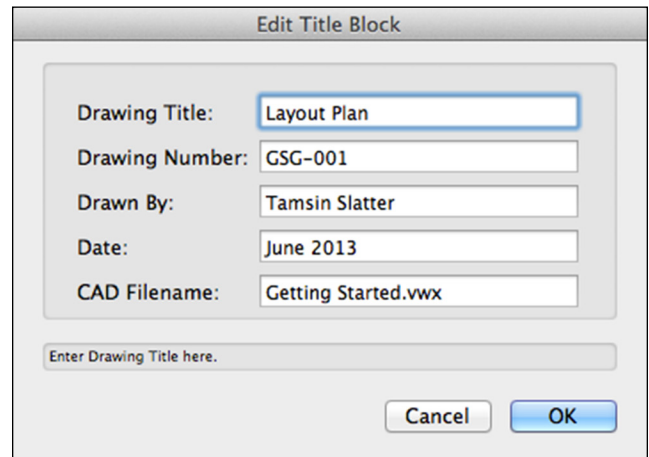 Edit Title Block
Drawing Title: Layout Plan
Drawing Number: GSG-001
Drawn By: Tamsin Slatter
Date: June 2013
CAD Filename: Getting Started.vwx
Enter Drawing Title here.
Cancel OK